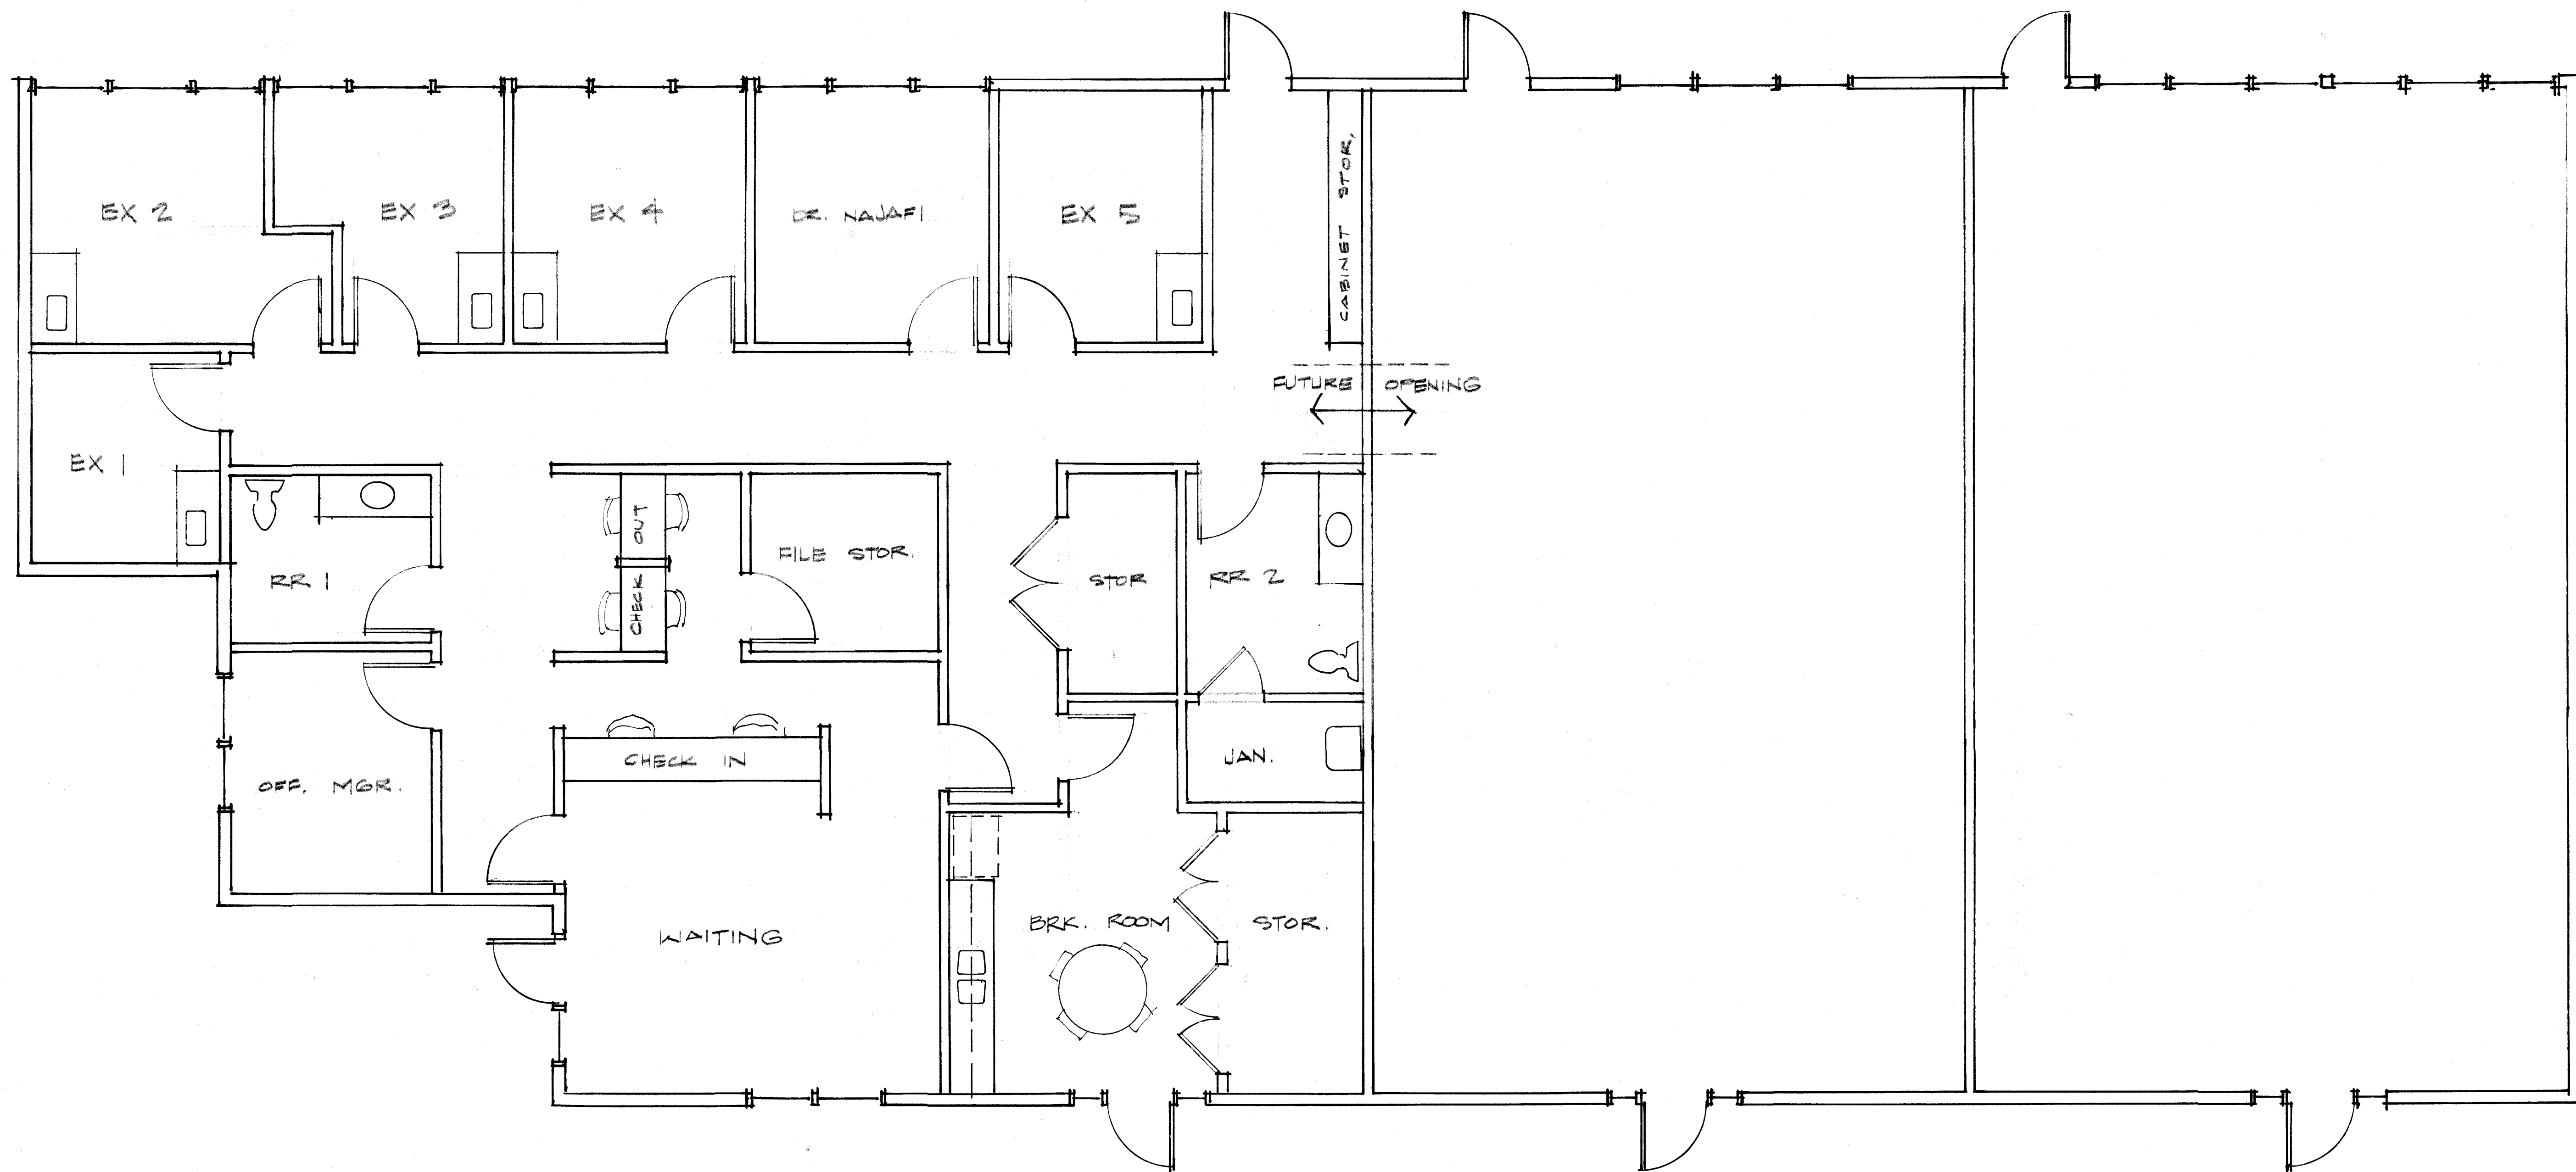 EX 2
EX 3
EX 4
DR. NAJAFI
EX 5
CABINET STOR.
FUTURE OPENING
EX 1
RR 1
CHECK OUT
FILE STOR.
STOR
RR 2
OFF. MGR.
CHECK IN
JAN.
WAITING
BRK. ROOM
STOR.